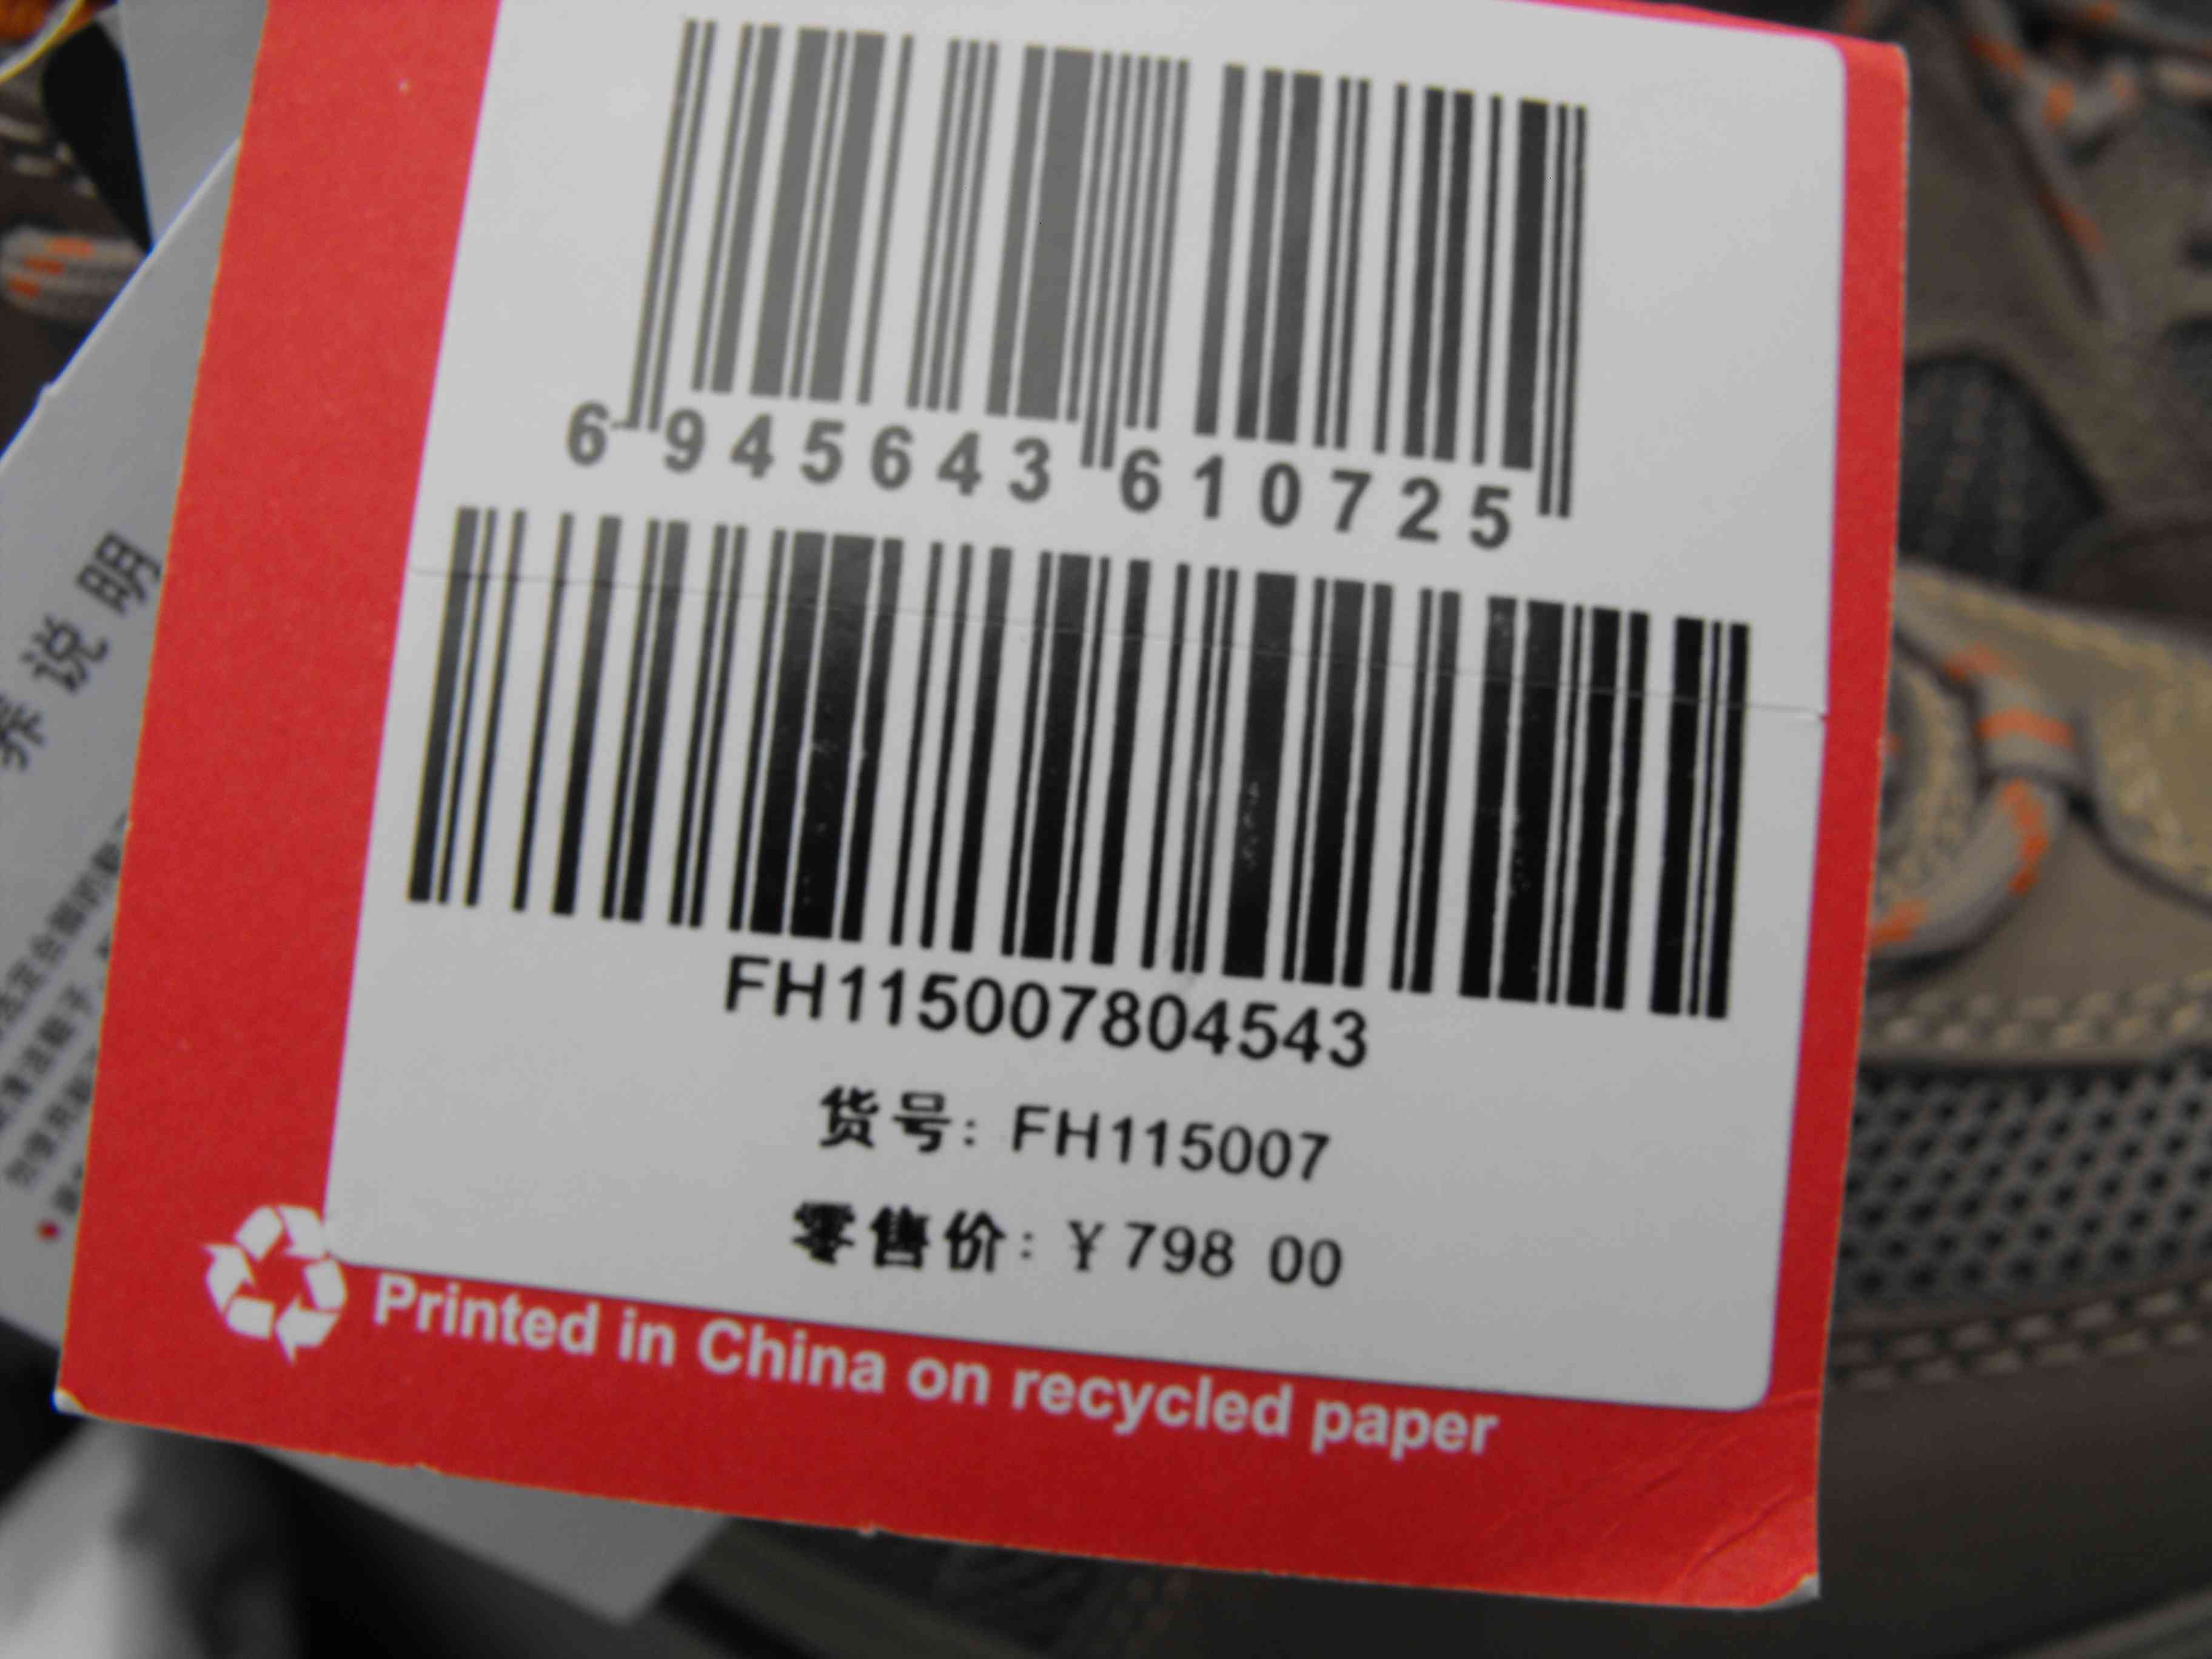 6 945643 610725
FH115007804543
货号: FH115007
零售价: ¥798 00
Printed in China on recycled paper
养说明